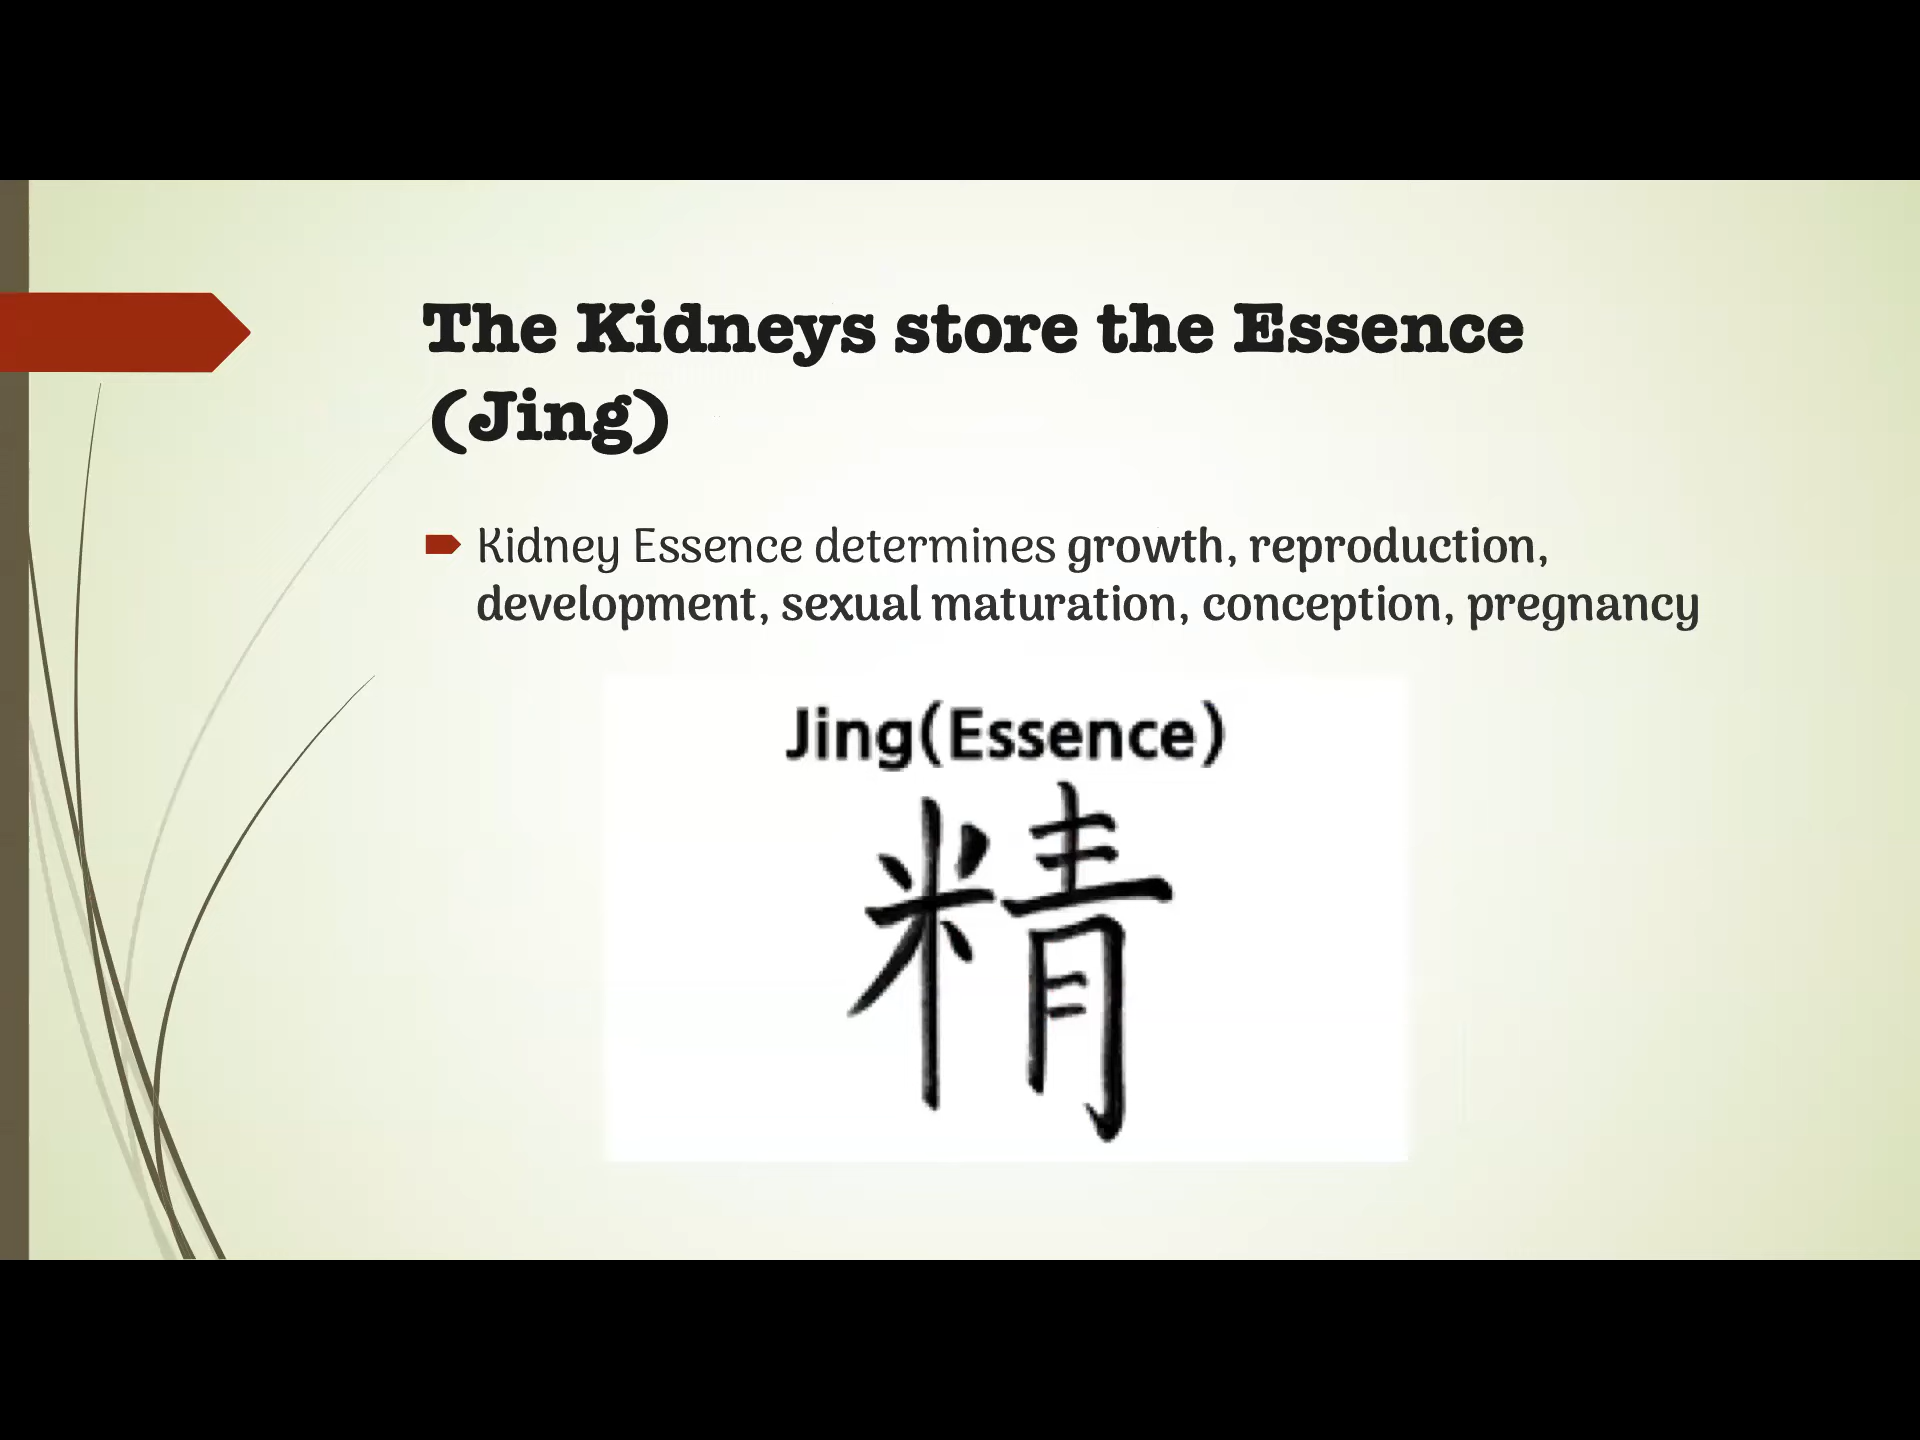 The Kidneys store the Essence
(Jing)
Kidney Essence determines growth, reproduction,
development, sexual maturation, conception, pregnancy
Jing(Essence)
精